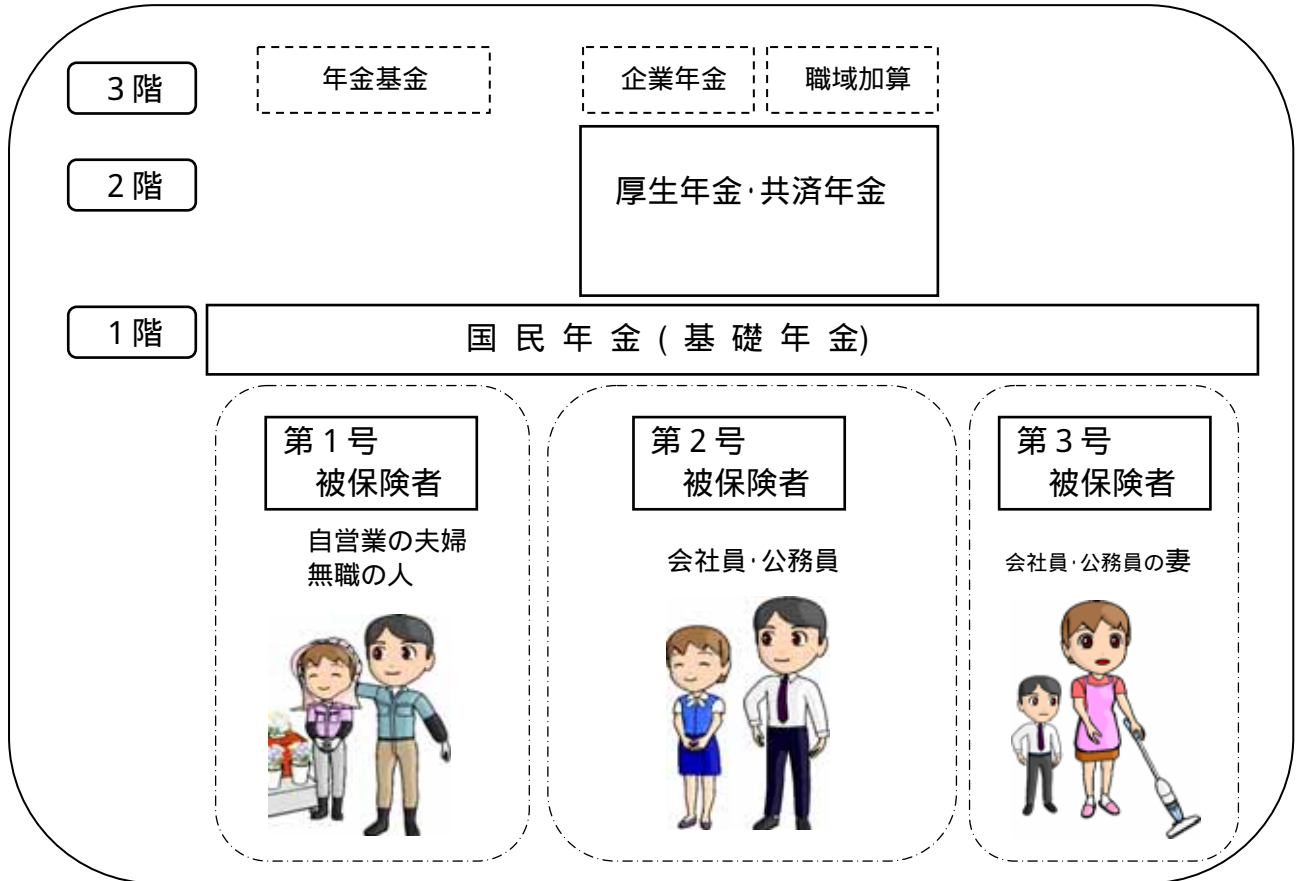 3階
年金基金
企業年金
職域加算
2階
厚生年金・共済年金
1階
国民年金(基礎年金)
第1号
被保険者
自営業の夫婦
無職の人
第2号
被保険者
会社員・公務員
第3号
被保険者
会社員・公務員の妻